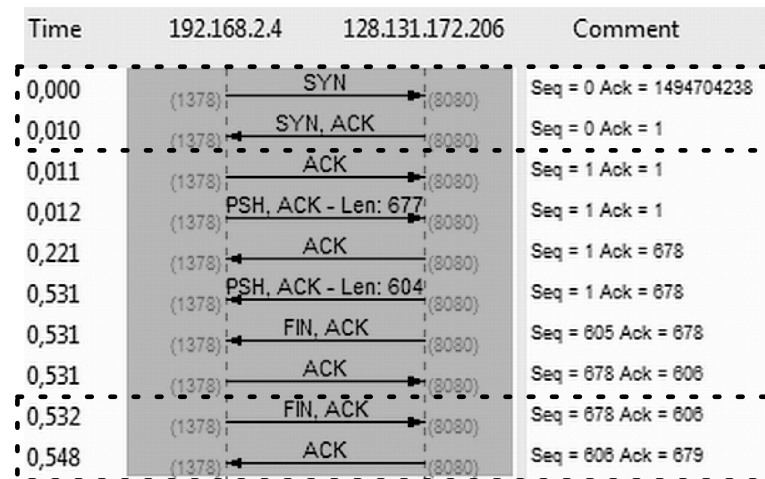 Time 192.168.2.4 128.131.172.206 Comment
0,000 (1378) SYN (8080) Seq = 0 Ack = 1494704238
0,010 (1378) SYN, ACK (8080) Seq = 0 Ack = 1
0,011 (1378) ACK (8080) Seq = 1 Ack = 1
0,012 (1378) PSH, ACK - Len: 677 (8080) Seq = 1 Ack = 1
0,221 (1378) ACK (8080) Seq = 1 Ack = 678
0,531 (1378) PSH, ACK - Len: 604 (8080) Seq = 1 Ack = 678
0,531 (1378) FIN, ACK (8080) Seq = 605 Ack = 678
0,531 (1378) ACK (8080) Seq = 678 Ack = 606
0,532 (1378) FIN, ACK (8080) Seq = 678 Ack = 606
0,548 (1378) ACK (8080) Seq = 606 Ack = 679